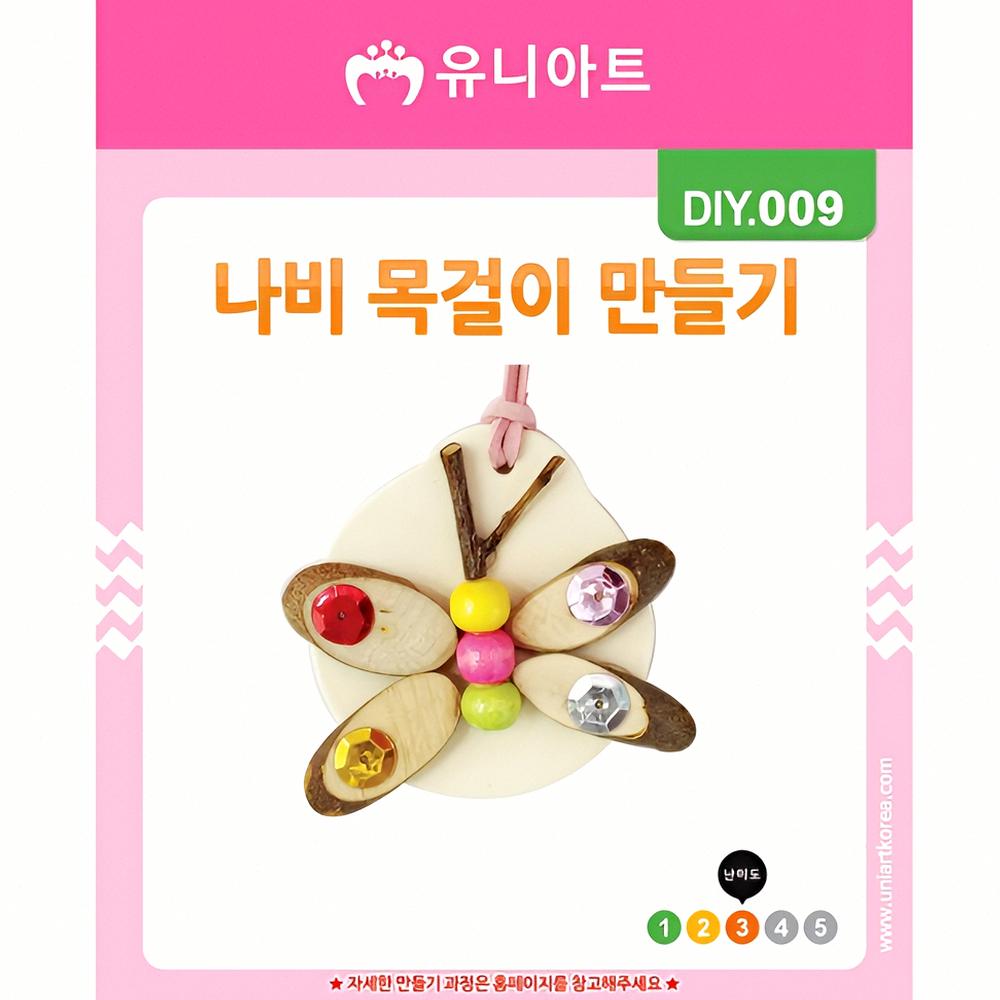 유니아트
DIY.009
나비 목걸이 만들기
www.uniartkorea.com
난이도
1 2 3 4 5
★ 자세한 만들기 과정은 홈페이지를 참고해주세요 ★